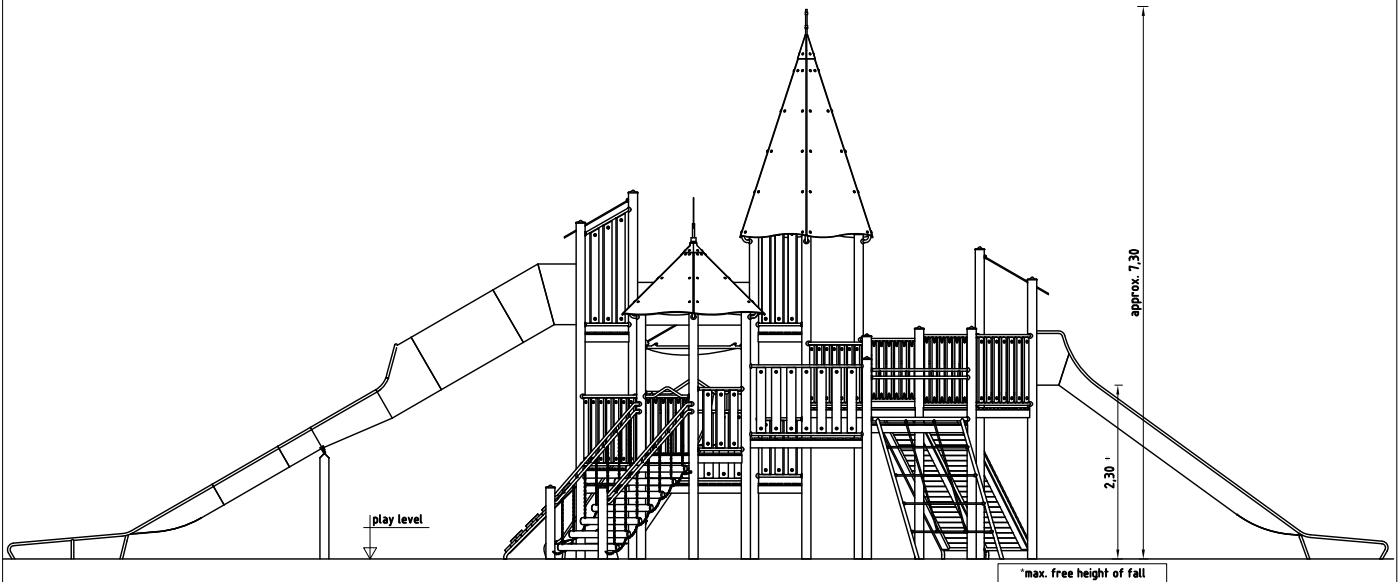 approx. 7,30
2,30
play level
*max. free height of fall